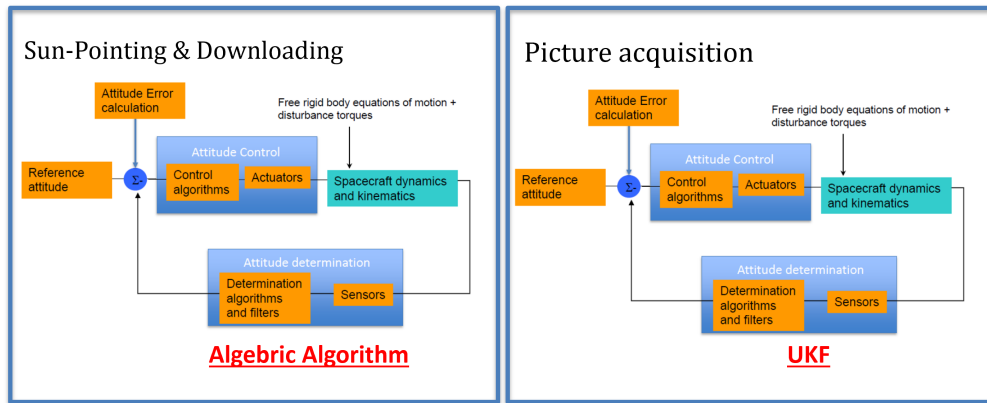 Sun-Pointing & Downloading
Attitude Error
calculation
Free rigid body equations of motion +
disturbance torques
Attitude Control
Reference
attitude
Σ-
Control
algorithms
Actuators
Spacecraft dynamics
and kinematics
Attitude determination
Determination
algorithms
and filters
Sensors
Algebric Algorithm
Picture acquisition
Attitude Error
calculation
Free rigid body equations of motion +
disturbance torques
Attitude Control
Reference
attitude
Σ-
Control
algorithms
Actuators
Spacecraft dynamics
and kinematics
Attitude determination
Determination
algorithms
and filters
Sensors
UKF